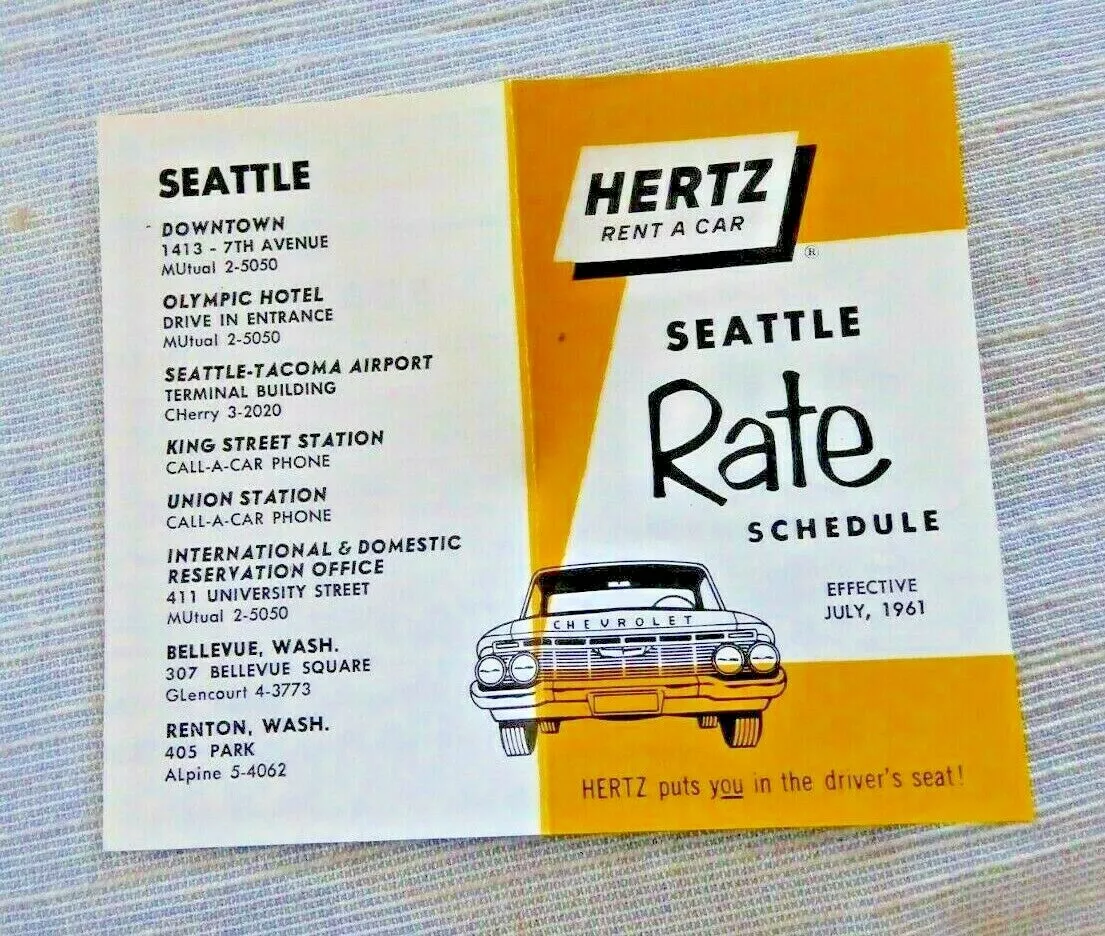 SEATTLE
DOWNTOWN
1413 - 7TH AVENUE
MUtual 2-5050
OLYMPIC HOTEL
DRIVE IN ENTRANCE
MUtual 2-5050
SEATTLE-TACOMA AIRPORT
TERMINAL BUILDING
CHerry 3-2020
KING STREET STATION
CALL-A-CAR PHONE
UNION STATION
CALL-A-CAR PHONE
INTERNATIONAL & DOMESTIC
RESERVATION OFFICE
411 UNIVERSITY STREET
MUtual 2-5050
BELLEVUE, WASH.
307 BELLEVUE SQUARE
GLencourt 4-3773
RENTON, WASH.
405 PARK
ALpine 5-4062
HERTZ
RENT A CAR
®
SEATTLE
Rate
SCHEDULE
EFFECTIVE
JULY, 1961
CHEVROLET
HERTZ puts you in the driver's seat!